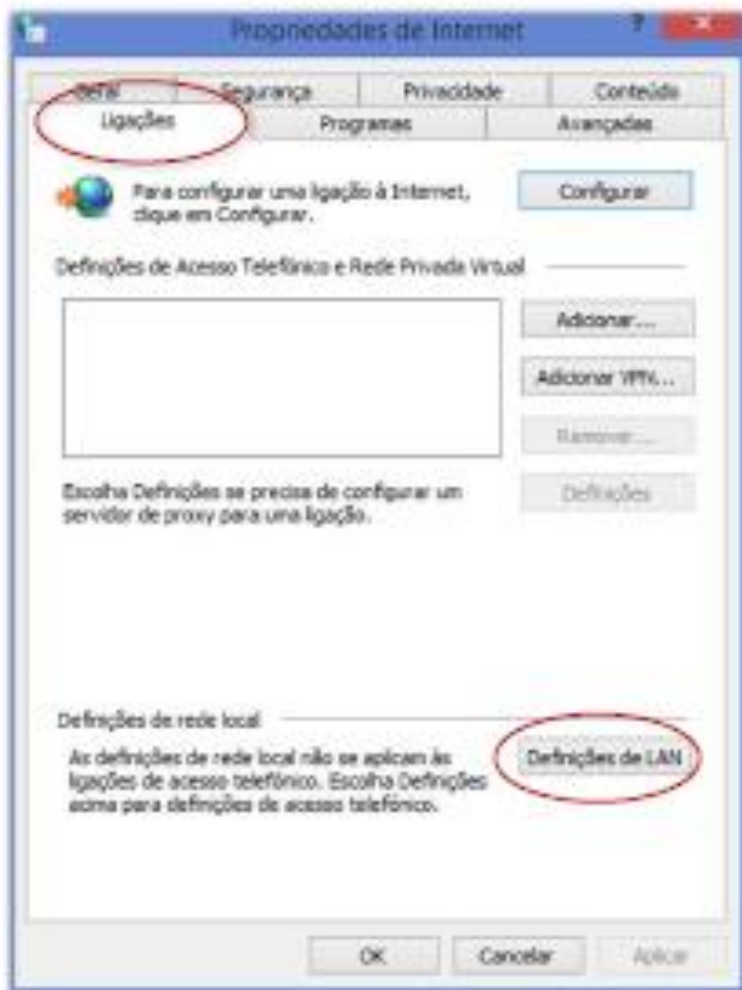 Propriedades de Internet
?
Geral Segurança Privacidade Conteúdo
Ligações Programas Avançadas
Para configurar uma ligação à Internet,
clique em Configurar.
Configurar
Definições de Acesso Telefónico e Rede Privada Virtual
Adicionar...
Adicionar VPN...
Remover...
Escolha Definições se precisa de configurar um
servidor de proxy para uma ligação.
Definições
Definições de rede local
As definições de rede local não se aplicam às
ligações de acesso telefónico. Escolha Definições
acima para definições de acesso telefónico.
Definições de LAN
OK Cancelar Aplicar